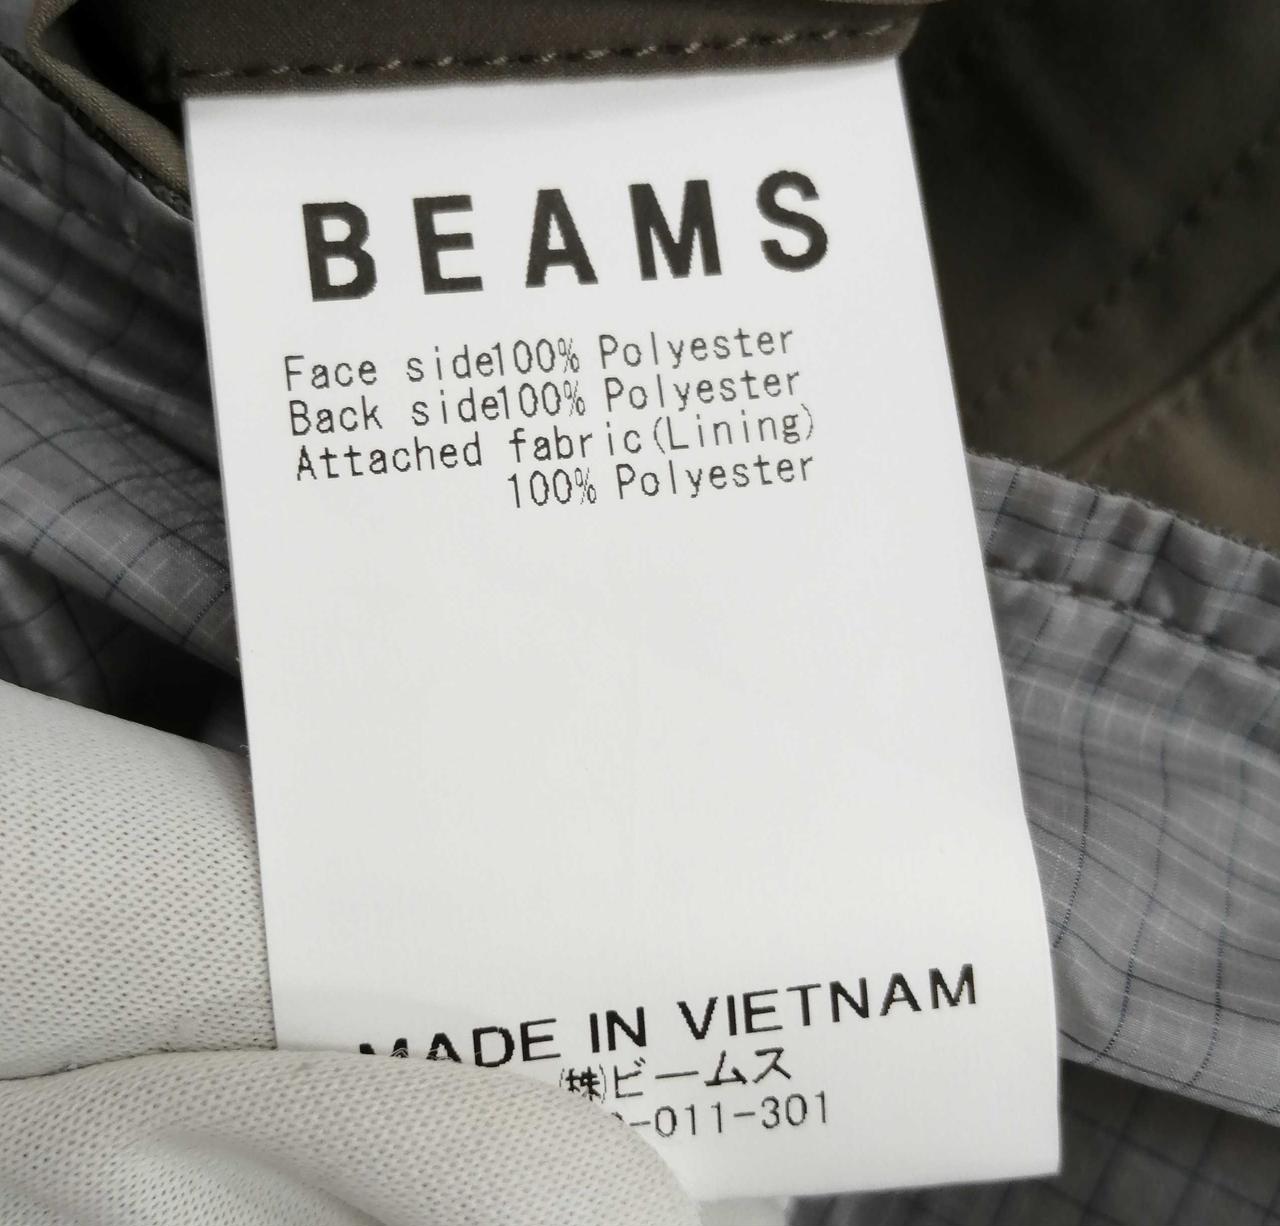 BEAMS
Face side100% Polyester
Back side100% Polyester
Attached fabric(Lining)
100% Polyester
MADE IN VIETNAM
(株)ビームス
-011-301